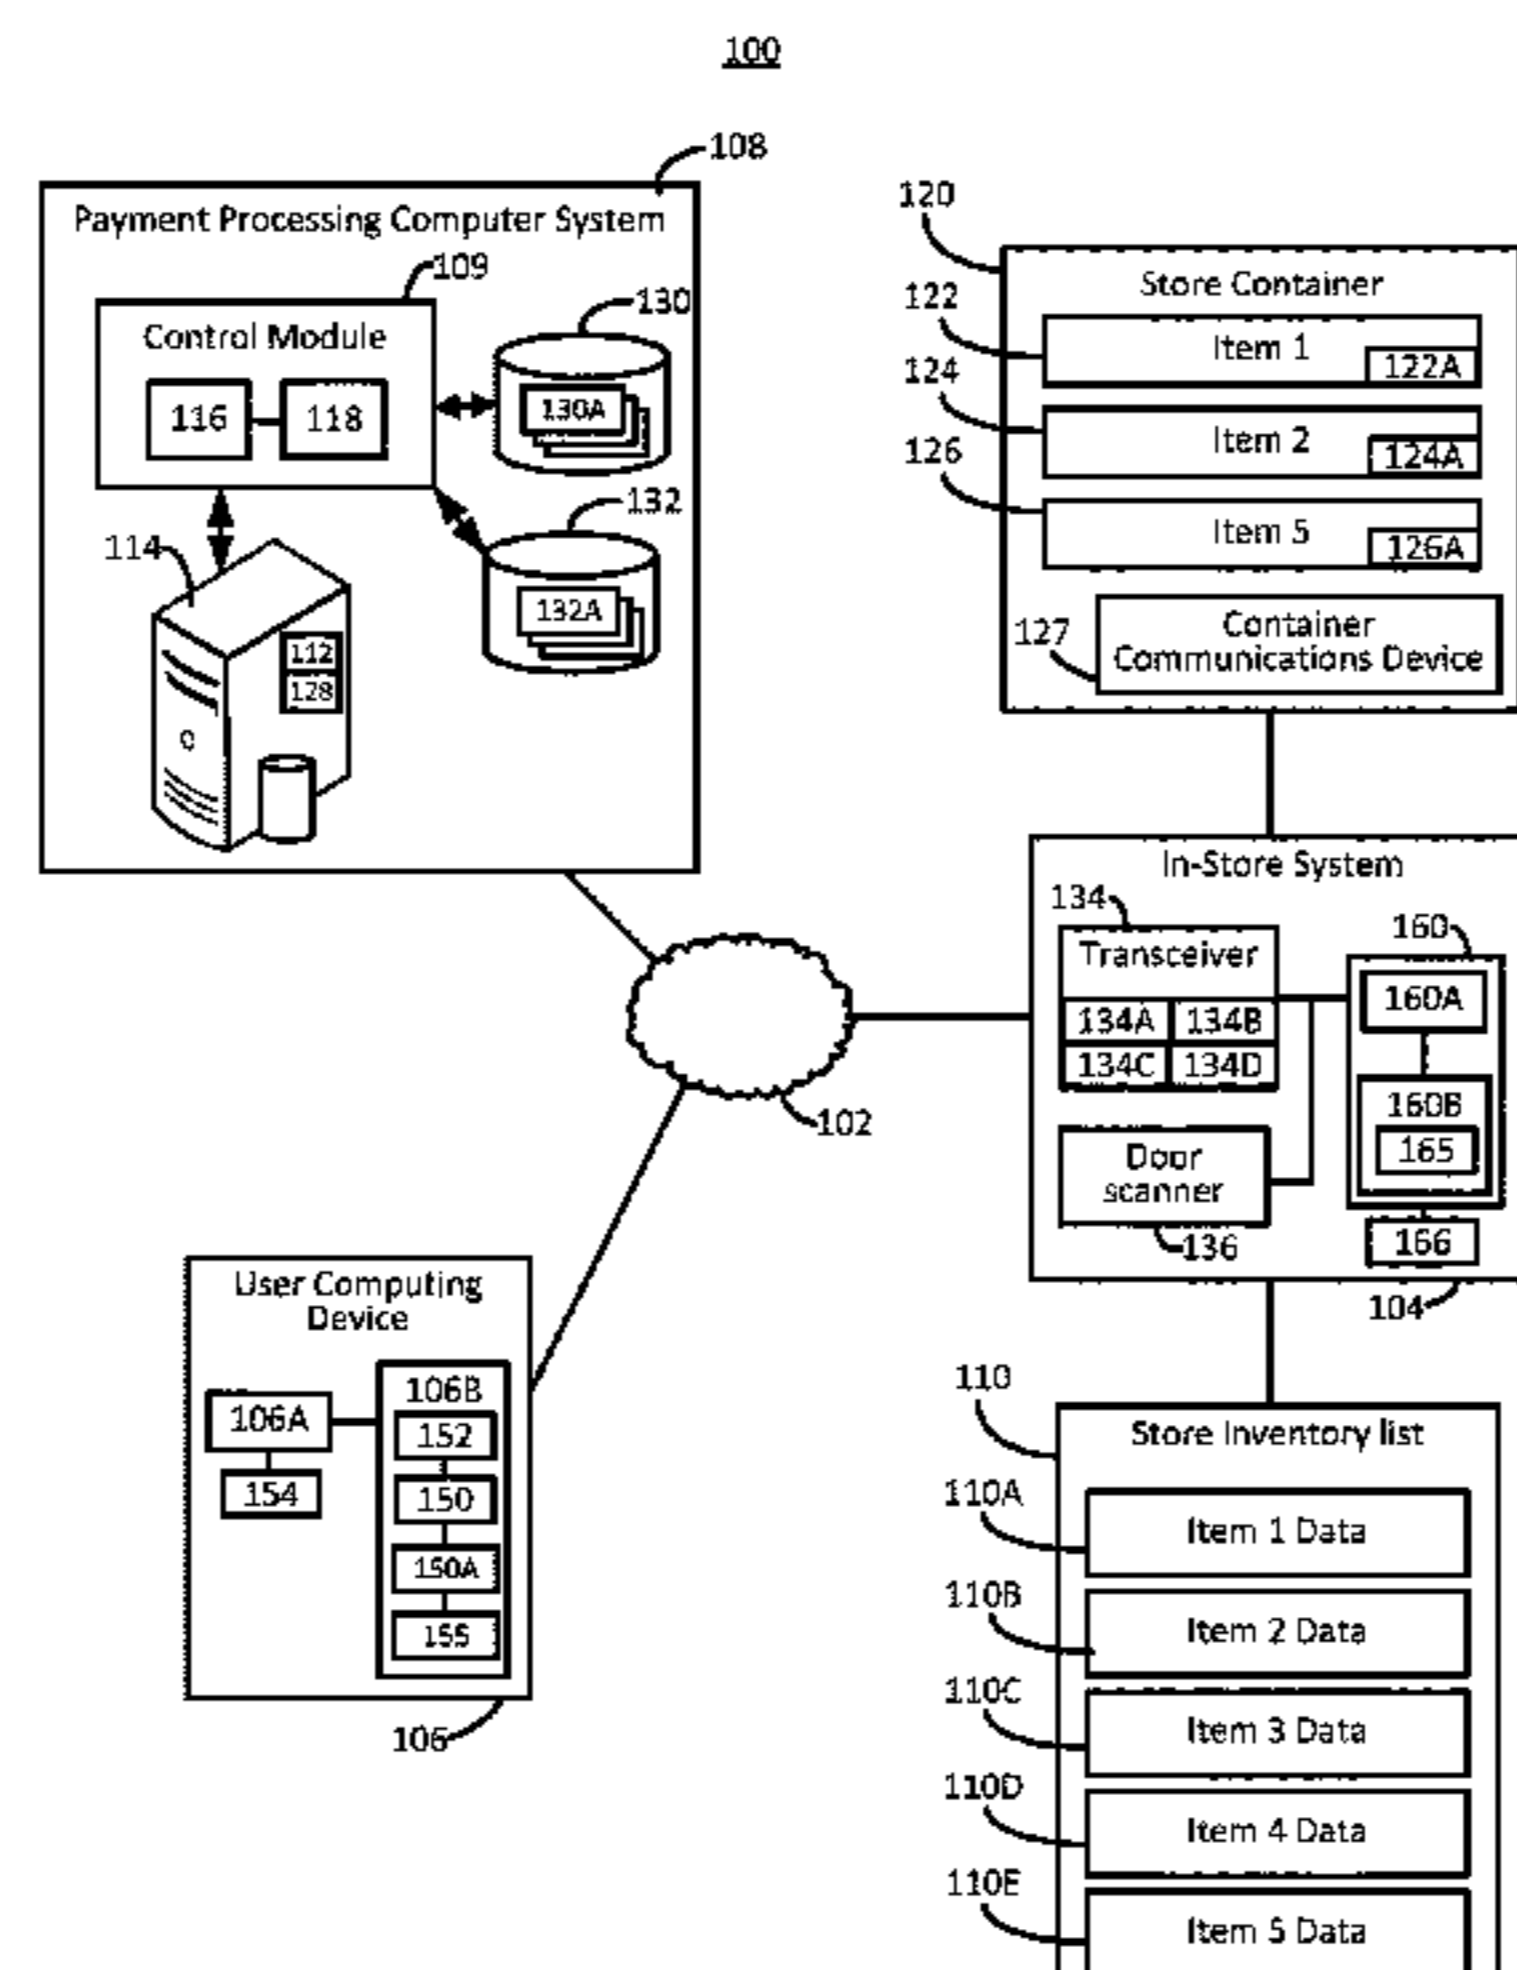 100
108
Payment Processing Computer System
109
Control Module
116
118
130
130A
132
132A
114
112
128
120
Store Container
122
Item 1
122A
124
Item 2
124A
126
Item 5
126A
127
Container
Communications Device
In-Store System
134
Transceiver
134A
134B
134C
134D
160
160A
160B
165
166
Door
scanner
136
104
102
User Computing
Device
106A
154
106B
152
150
150A
155
106
110
Store Inventory list
110A
Item 1 Data
110B
Item 2 Data
110C
Item 3 Data
110D
Item 4 Data
110E
Item 5 Data